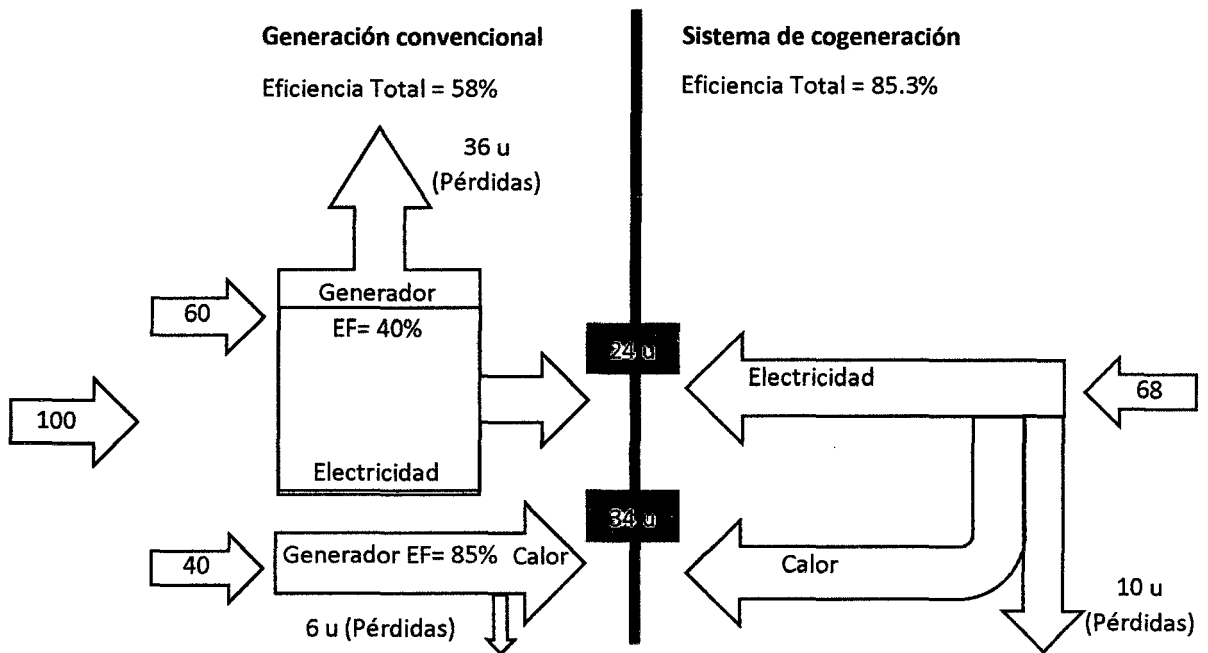 Generación convencional
Eficiencia Total = 58%
36 u
(Pérdidas)
60
Generador
EF= 40%
100
Electricidad
40
Generador EF= 85% Calor
6 u (Pérdidas)
24 u
34 u
Sistema de cogeneración
Eficiencia Total = 85.3%
Electricidad
68
Calor
10 u
(Pérdidas)